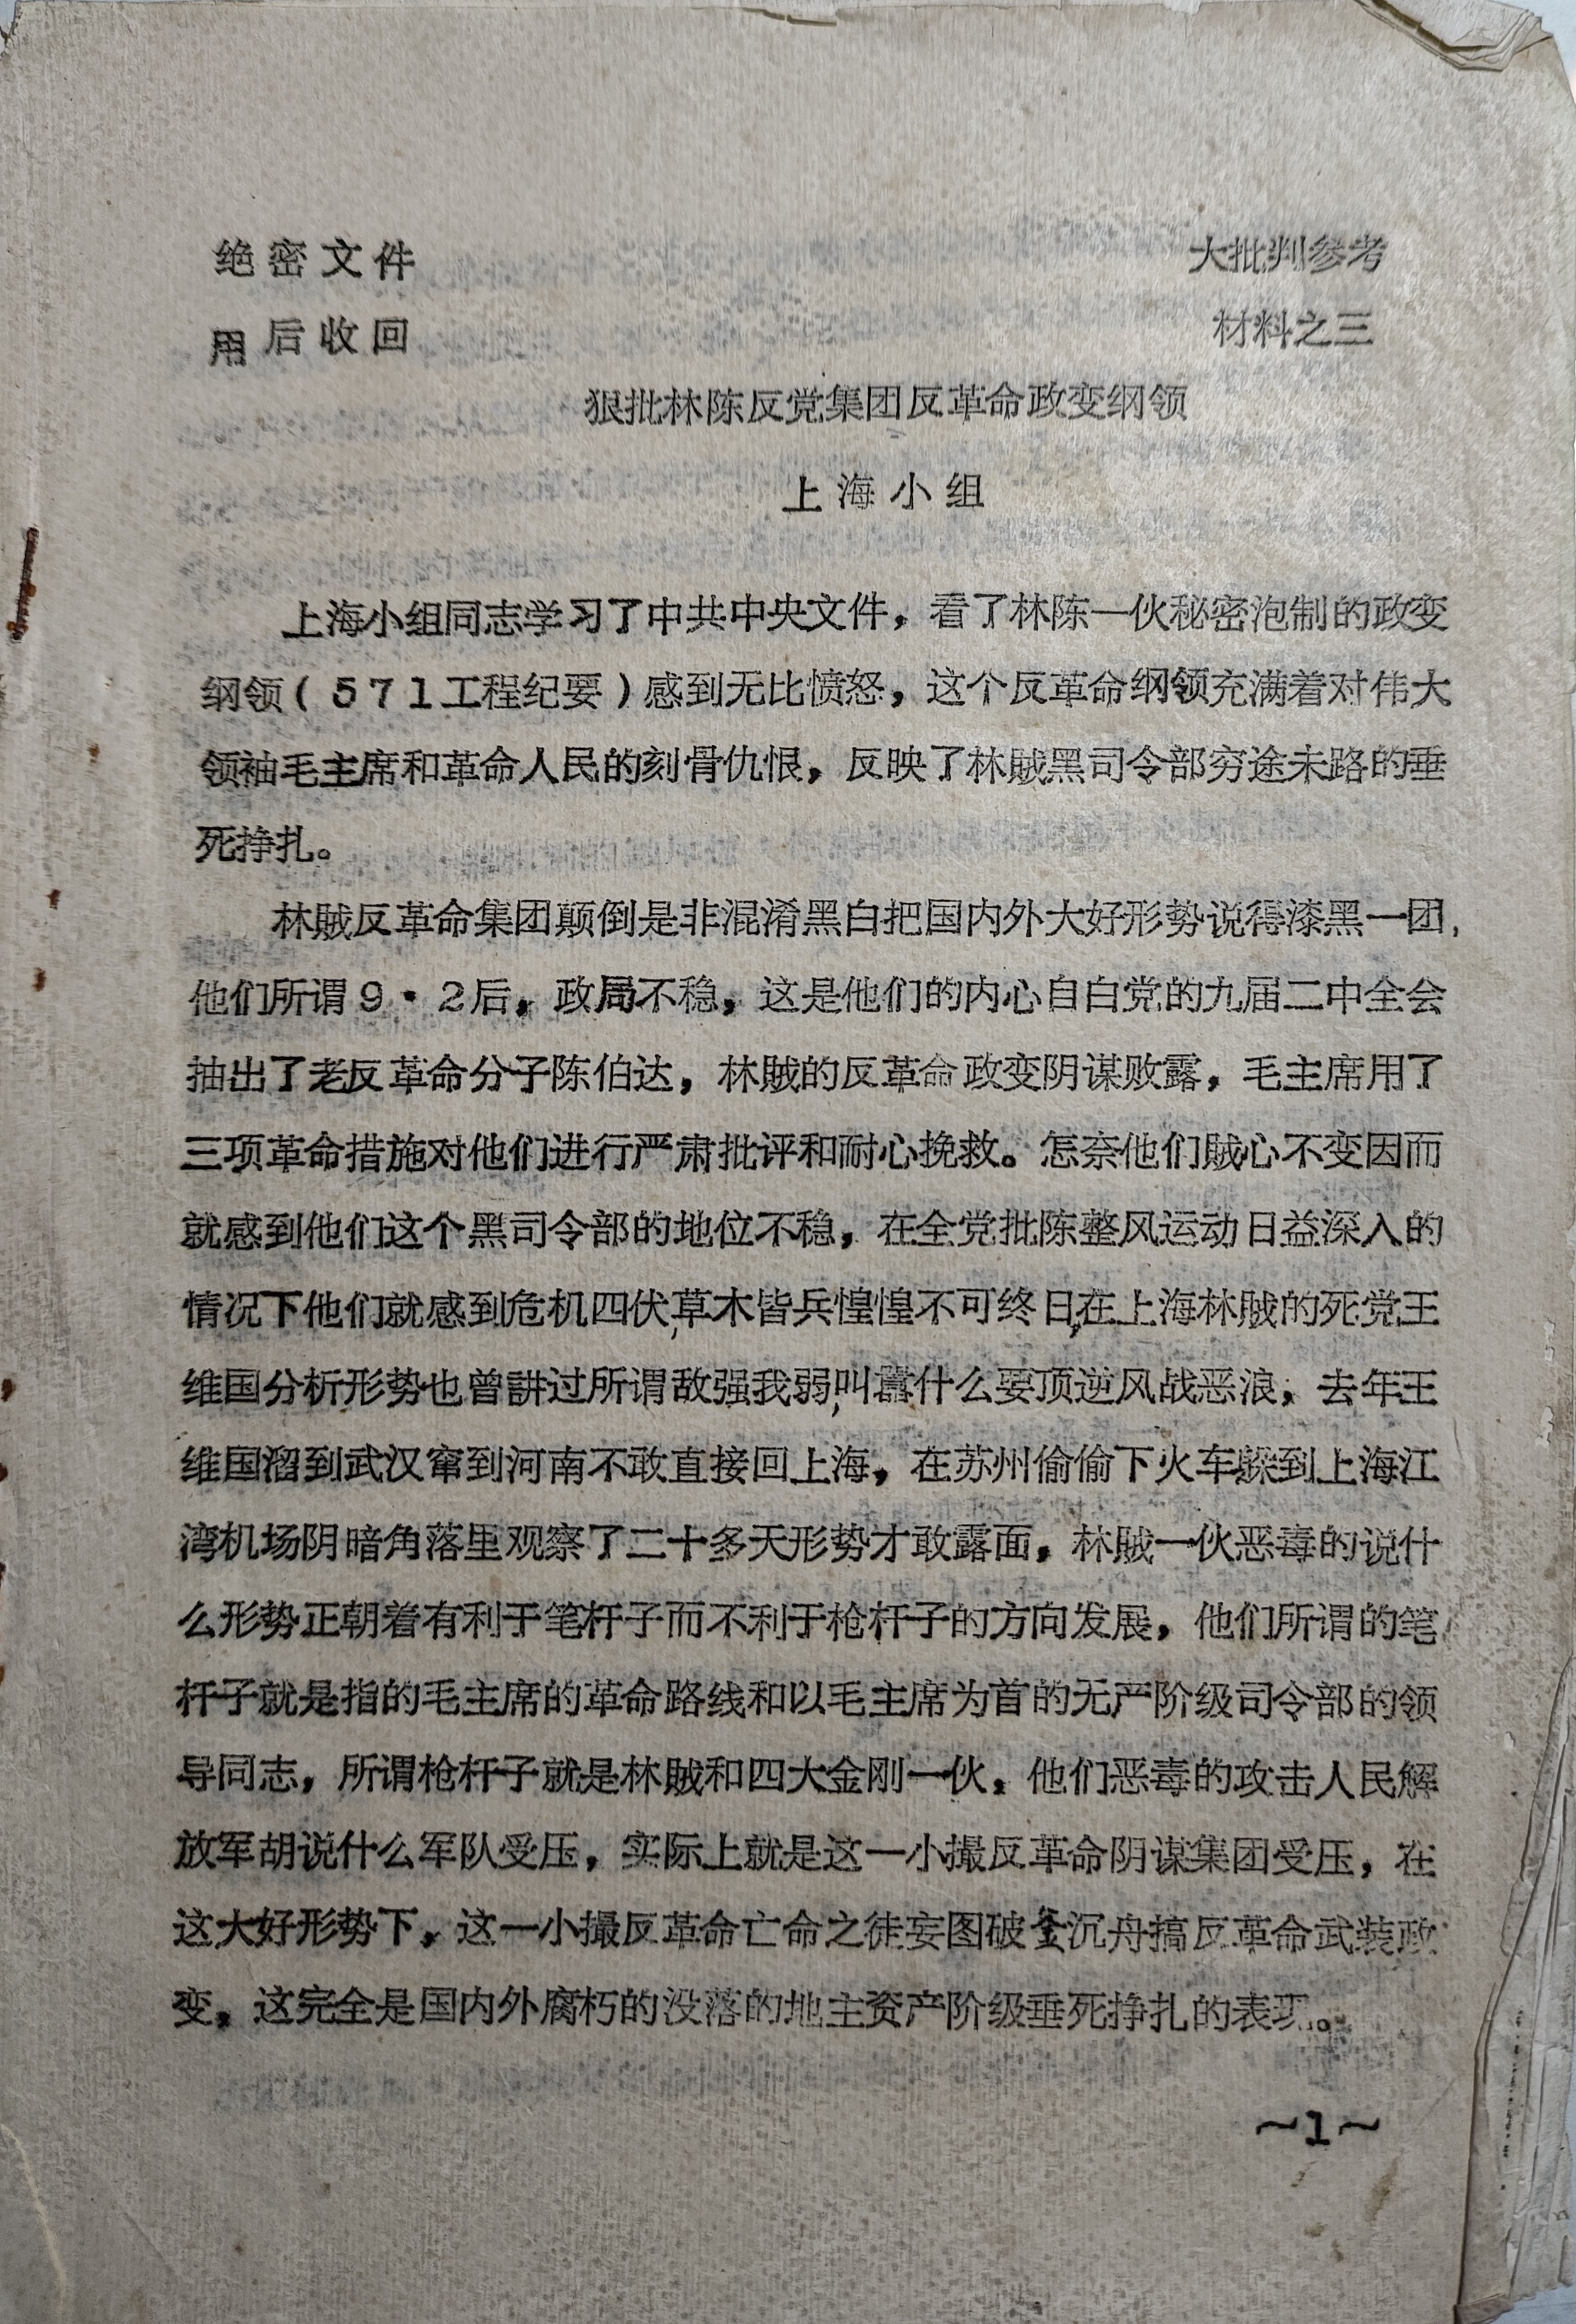 绝密文件
大批判参考
用后收回
材料之三
狠批林陈反党集团反革命政变纲领
上海小组
上海小组同志学习了中共中央文件，看了林陈一伙秘密泡制的政变
纲领(571工程纪要)感到无比愤怒，这个反革命纲领充满着对伟大
领袖毛主席和革命人民的刻骨仇恨，反映了林贼黑司令部穷途未路的垂
死挣扎。
林贼反革命集团颠倒是非混淆黑白把国内外大好形势说得漆黑一团,
他们所谓9·2后，政局不稳，这是他们的内心自白党的九届二中全会
抽出了老反革命分子陈伯达，林贼的反革命政变阴谋败露，毛主席用了
三项革命措施对他们进行严肃批评和耐心挽救。怎奈他们贼心不变因而
就感到他们这个黑司令部的地位不稳，在全党批陈整风运动日益深入的
情况下他们就感到危机四伏,草木皆兵惶惶不可终日,在上海林贼的死党王
维国分析形势也曾讲过所谓敌强我弱,叫嚣什么要顶逆风战恶浪，去年王
维国溜到武汉窜到河南不敢直接回上海，在苏州偷偷下火车躲到上海江
湾机场阴暗角落里观察了二十多天形势才敢露面，林贼一伙恶毒的说什
么形势正朝着有利于笔杆子而不利于枪杆子的方向发展，他们所谓的笔
杆子就是指的毛主席的革命路线和以毛主席为首的无产阶级司令部的领
导同志，所谓枪杆子就是林贼和四大金刚一伙，他们恶毒的攻击人民解
放军胡说什么军队受压，实际上就是这一小撮反革命阴谋集团受压，在
这大好形势下，这一小撮反革命亡命之徒妄图破釜沉舟搞反革命武装政
变，这完全是国内外腐朽的没落的地主资产阶级垂死挣扎的表现。
～1～